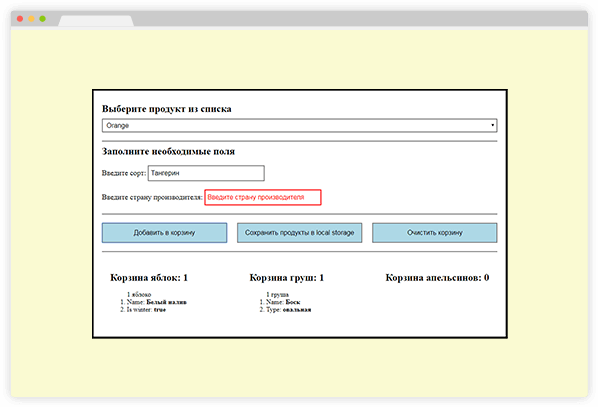 Выберите продукт из списка
Orange
Заполните необходимые поля
Введите сорт: Тангерин
Введите страну производителя: Введите страну производителя
Добавить в корзину Сохранить продукты в local storage Очистить корзину
Корзина яблок: 1 Корзина груш: 1 Корзина апельсинов: 0
1 яблоко 1 груша
1. Name: Белый налив 1. Name: Боск
2. Is winter: true 2. Type: овальная